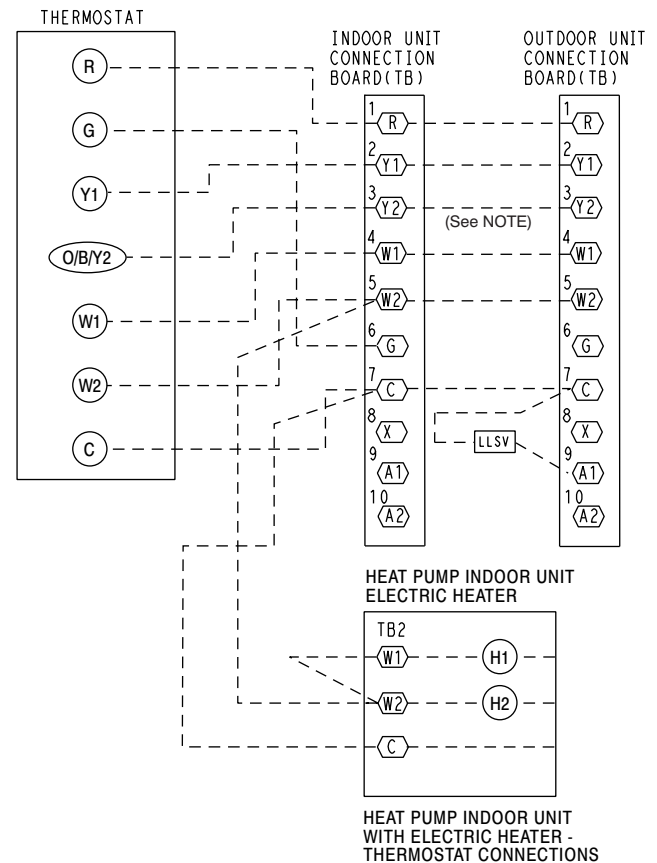 THERMOSTAT
R
G
Y1
O/B/Y2
W1
W2
C
INDOOR UNIT
CONNECTION
BOARD(TB)
1
R
2
Y1
3
Y2
4
W1
5
W2
6
G
7
C
8
X
9
A1
10
A2
(See NOTE)
LLSV
OUTDOOR UNIT
CONNECTION
BOARD(TB)
1
R
2
Y1
3
Y2
4
W1
5
W2
6
G
7
C
8
X
9
A1
10
A2
HEAT PUMP INDOOR UNIT
ELECTRIC HEATER
TB2
W1
H1
W2
H2
C
HEAT PUMP INDOOR UNIT
WITH ELECTRIC HEATER -
THERMOSTAT CONNECTIONS